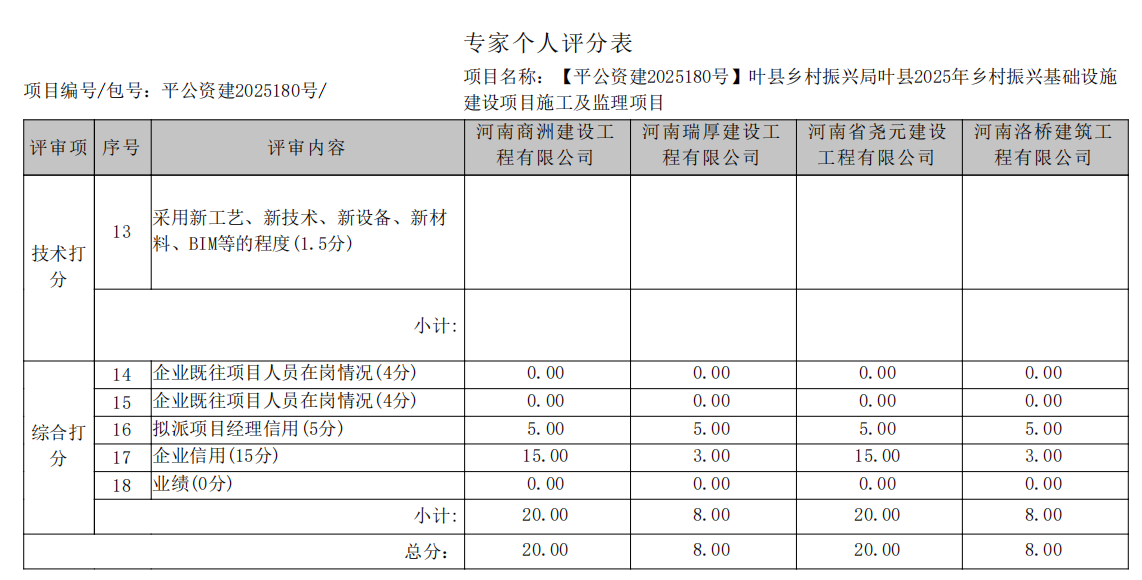 专家个人评分表
项目编号/包号：平公资建2025180号/
项目名称：【平公资建2025180号】叶县乡村振兴局叶县2025年乡村振兴基础设施
建设项目施工及监理项目
评审项 序号 评审内容 河南商洲建设工 河南瑞厚建设工 河南省尧元建设 河南洛桥建筑工
程有限公司 程有限公司 工程有限公司 程有限公司
技术打
分
13
采用新工艺、新技术、新设备、新材
料、BIM等的程度(1.5分)
小计:
综合打
分
14 企业既往项目人员在岗情况(4分) 0.00 0.00 0.00 0.00
15 企业既往项目人员在岗情况(4分) 0.00 0.00 0.00 0.00
16 拟派项目经理信用(5分) 5.00 5.00 5.00 5.00
17 企业信用(15分) 15.00 3.00 15.00 3.00
18 业绩(0分) 0.00 0.00 0.00 0.00
小计: 20.00 8.00 20.00 8.00
总分： 20.00 8.00 20.00 8.00